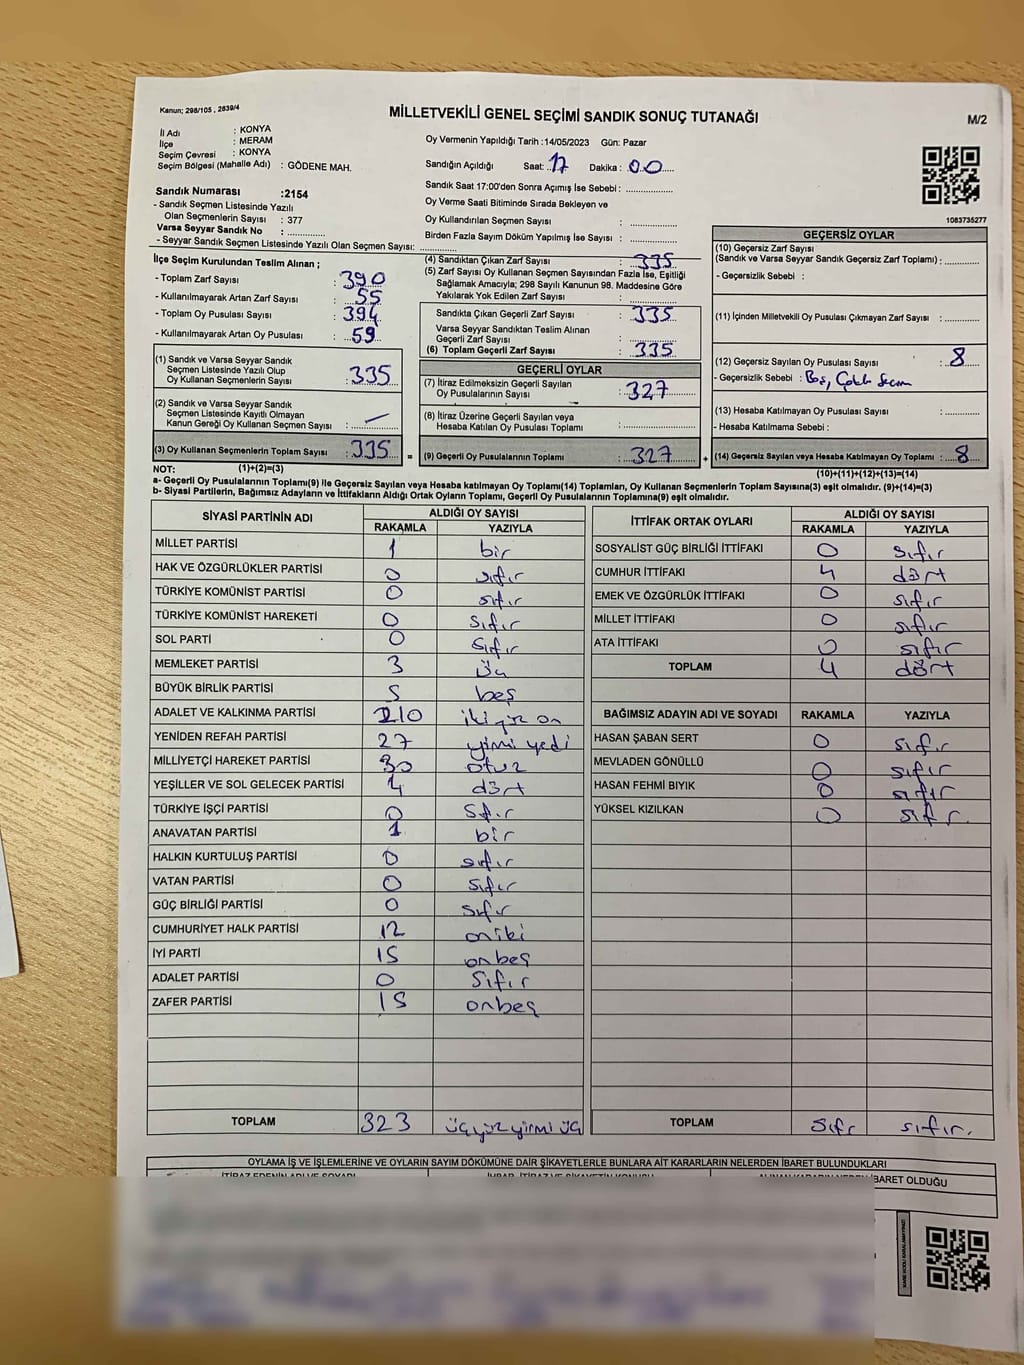 Kanun; 298/105 , 2839/4
MİLLETVEKİLİ GENEL SEÇİMİ SANDIK SONUÇ TUTANAĞI
M/2
İl Adı : KONYA
İlçe : MERAM
Seçim Çevresi : KONYA
Seçim Bölgesi (Mahalle Adı) : GÖDENE MAH.
Sandık Numarası :2154
- Sandık Seçmen Listesinde Yazılı
Olan Seçmenlerin Sayısı : 377
Varsa Seyyar Sandık No :
- Seyyar Sandık Seçmen Listesinde Yazılı Olan Seçmen Sayısı:
Oy Vermenin Yapıldığı Tarih :14/05/2023 Gün: Pazar
Sandığın Açıldığı Saat: 17 Dakika: 00
Sandık Saat 17:00'den Sonra Açımış İse Sebebi :
Oy Verme Saati Bitiminde Sırada Bekleyen ve
Oy Kullandırılan Seçmen Sayısı :
Birden Fazla Sayım Döküm Yapılmış İse Sayısı :
1083735277
İlçe Seçim Kurulundan Teslim Alınan ;
- Toplam Zarf Sayısı : 390
- Kullanılmayarak Artan Zarf Sayısı : 55
- Toplam Oy Pusulası Sayısı : 394
- Kullanılmayarak Artan Oy Pusulası : 59
(1) Sandık ve Varsa Seyyar Sandık
Seçmen Listesinde Yazılı Olup
Oy Kullanan Seçmenlerin Sayısı : 335
(2) Sandık ve Varsa Seyyar Sandık
Seçmen Listesinde Kayıtlı Olmayan
Kanun Gereği Oy Kullanan Seçmen Sayısı : —
(3) Oy Kullanan Seçmenlerin Toplam Sayısı : 335 =
(4) Sandıktan Çıkan Zarf Sayısı : 335
(5) Zarf Sayısı Oy Kullanan Seçmen Sayısından Fazla İse, Eşitliği
Sağlamak Amacıyla; 298 Sayılı Kanunun 98. Maddesine Göre
Yakılarak Yok Edilen Zarf Sayısı :
Sandıkta Çıkan Geçerli Zarf Sayısı : 335
Varsa Seyyar Sandıktan Teslim Alınan
Geçerli Zarf Sayısı :
(6) Toplam Geçerli Zarf Sayısı : 335
GEÇERLİ OYLAR
(7) İtiraz Edilmeksizin Geçerli Sayılan
Oy Pusulalarının Sayısı : 327
(8) İtiraz Üzerine Geçerli Sayılan veya
Hesaba Katılan Oy Pusulası Toplamı :
(9) Geçerli Oy Pusulalarının Toplamı : 327 +
GEÇERSİZ OYLAR
(10) Geçersiz Zarf Sayısı
(Sandık ve Varsa Seyyar Sandık Geçersiz Zarf Toplamı) :
- Geçersizlik Sebebi :
(11) İçinden Milletvekili Oy Pusulası Çıkmayan Zarf Sayısı :
(12) Geçersiz Sayılan Oy Pusulası Sayısı : 8
- Geçersizlik Sebebi : Boş,
(13) Hesaba Katılmayan Oy Pusulası Sayısı :
- Hesaba Katılmama Sebebi :
(14) Geçersiz Sayılan veya Hesaba Katılmayan Oy Toplamı : 8
NOT: (1)+(2)=(3) (10)+(11)+(12)+(13)=(14)
a- Geçerli Oy Pusulalarının Toplamı(9) ile Geçersiz Sayılan veya Hesaba katılmayan Oy Toplamı(14) Toplamları, Oy Kullanan Seçmenlerin Toplam Sayısına(3) eşit olmalıdır. (9)+(14)=(3)
b- Siyasi Partilerin, Bağımsız Adayların ve İttifakların Aldığı Ortak Oyların Toplamı, Geçerli Oy Pusulalarının Toplamına(9) eşit olmalıdır.
SİYASİ PARTİNİN ADI ALDIĞI OY SAYISI
RAKAMLA YAZIYLA
MİLLET PARTİSİ 1 bir
HAK VE ÖZGÜRLÜKLER PARTİSİ 0 sıfır
TÜRKİYE KOMÜNİST PARTİSİ 0 sıfır
TÜRKİYE KOMÜNİST HAREKETİ 0 sıfır
SOL PARTİ 0 sıfır
MEMLEKET PARTİSİ 3 üç
BÜYÜK BİRLİK PARTİSİ 5 beş
ADALET VE KALKINMA PARTİSİ 210 ikiyüz on
YENİDEN REFAH PARTİSİ 27 yirmi yedi
MİLLİYETÇİ HAREKET PARTİSİ 30 otuz
YEŞİLLER VE SOL GELECEK PARTİSİ 4 dört
TÜRKİYE İŞÇİ PARTİSİ 0 sıfır
ANAVATAN PARTİSİ 1 bir
HALKIN KURTULUŞ PARTİSİ 0 sıfır
VATAN PARTİSİ 0 sıfır
GÜÇ BİRLİĞİ PARTİSİ 0 sıfır
CUMHURİYET HALK PARTİSİ 12 oniki
İYİ PARTİ 15 onbeş
ADALET PARTİSİ 0 sıfır
ZAFER PARTİSİ 15 onbeş
TOPLAM 323 üçyüzyirmi üç
İTTİFAK ORTAK OYLARI ALDIĞI OY SAYISI
RAKAMLA YAZIYLA
SOSYALİST GÜÇ BİRLİĞİ İTTİFAKI 0 sıfır
CUMHUR İTTİFAKI 4 dört
EMEK VE ÖZGÜRLÜK İTTİFAKI 0 sıfır
MİLLET İTTİFAKI 0 sıfır
ATA İTTİFAKI 0 sıfır
TOPLAM 4 dört
BAĞIMSIZ ADAYIN ADI VE SOYADI RAKAMLA YAZIYLA
HASAN ŞABAN SERT 0 sıfır
MEVLADEN GÖNÜLLÜ 0 sıfır
HASAN FEHMİ BIYIK 0 sıfır
YÜKSEL KIZILKAN 0 sıfır.
TOPLAM Sıfır sıfır.
OYLAMA İŞ VE İŞLEMLERİNE VE OYLARIN SAYIM DÖKÜMÜNE DAİR ŞİKAYETLERLE BUNLARA AİT KARARLARIN NELERDEN İBARET BULUNDUKLARI
İBARET OLDUĞU